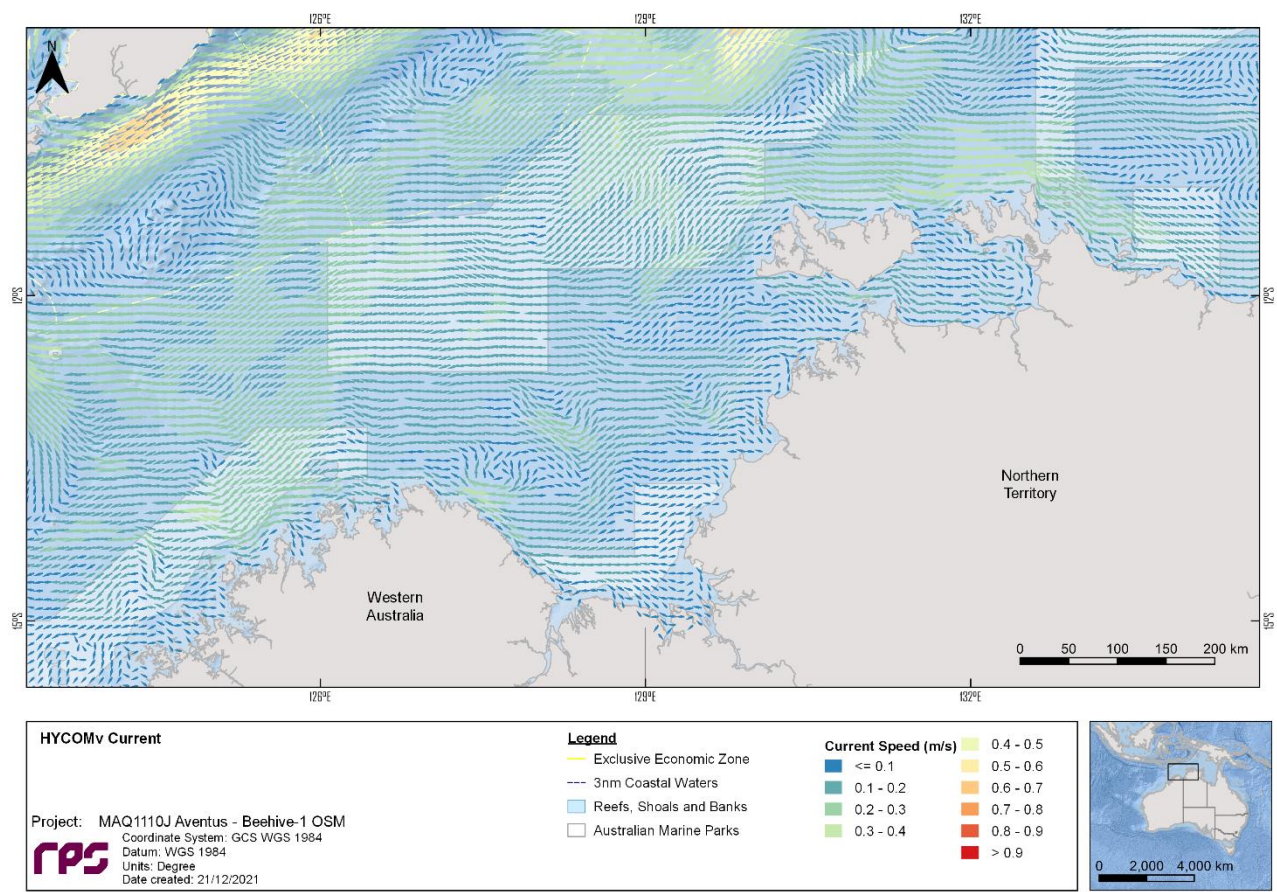 126°E 129°E 132°E
N
12°S 12°S
Northern
Territory
Western
Australia
15°S 15°S
0 50 100 150 200 km
126°E 129°E 132°E
HYCOMv Current
Project: MAQ1110J Aventus - Beehive-1 OSM
rps
Coordinate System: GCS WGS 1984
Datum: WGS 1984
Units: Degree
Date created: 21/12/2021
Legend
Exclusive Economic Zone
3nm Coastal Waters
Reefs, Shoals and Banks
Australian Marine Parks
Current Speed (m/s)
<= 0.1
0.1 - 0.2
0.2 - 0.3
0.3 - 0.4
0.4 - 0.5
0.5 - 0.6
0.6 - 0.7
0.7 - 0.8
0.8 - 0.9
> 0.9
0 2,000 4,000 km